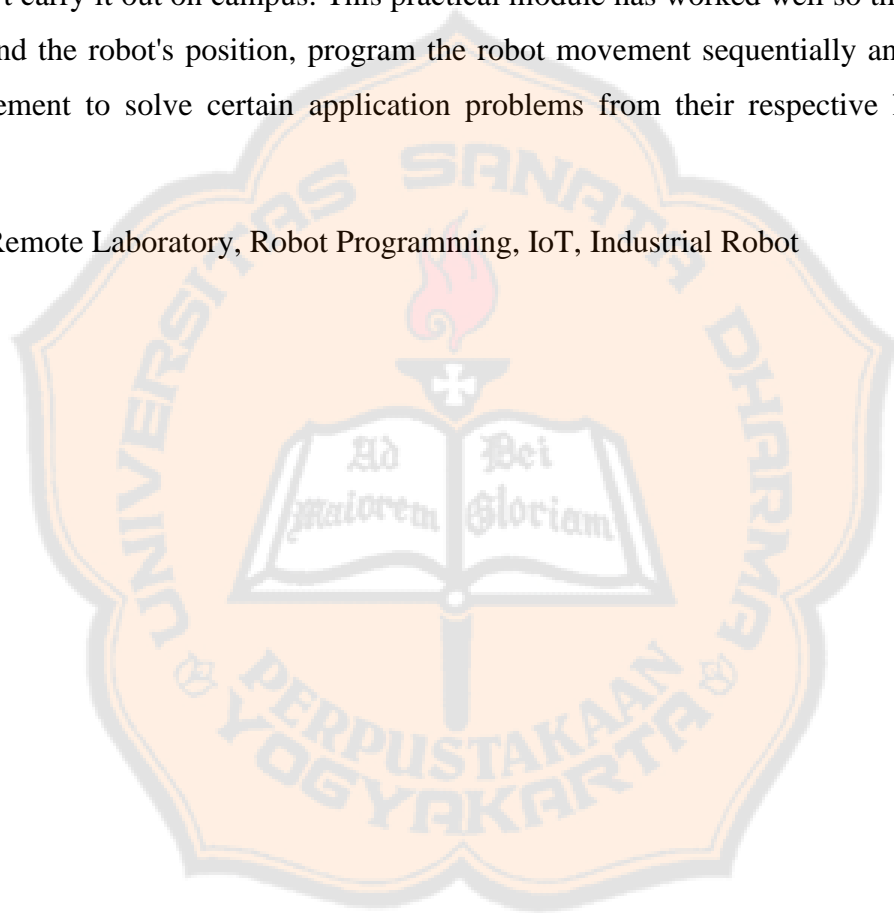 t carry it out on campus. This practical module has worked well so th
nd the robot's position, program the robot movement sequentially an
ement to solve certain application problems from their respective
Remote Laboratory, Robot Programming, IoT, Industrial Robot
UNIVERSITAS SANATA DHARMA
Ad Dei
Maiorem Gloriam
PERPUSTAKAAN
YOGYAKARTA